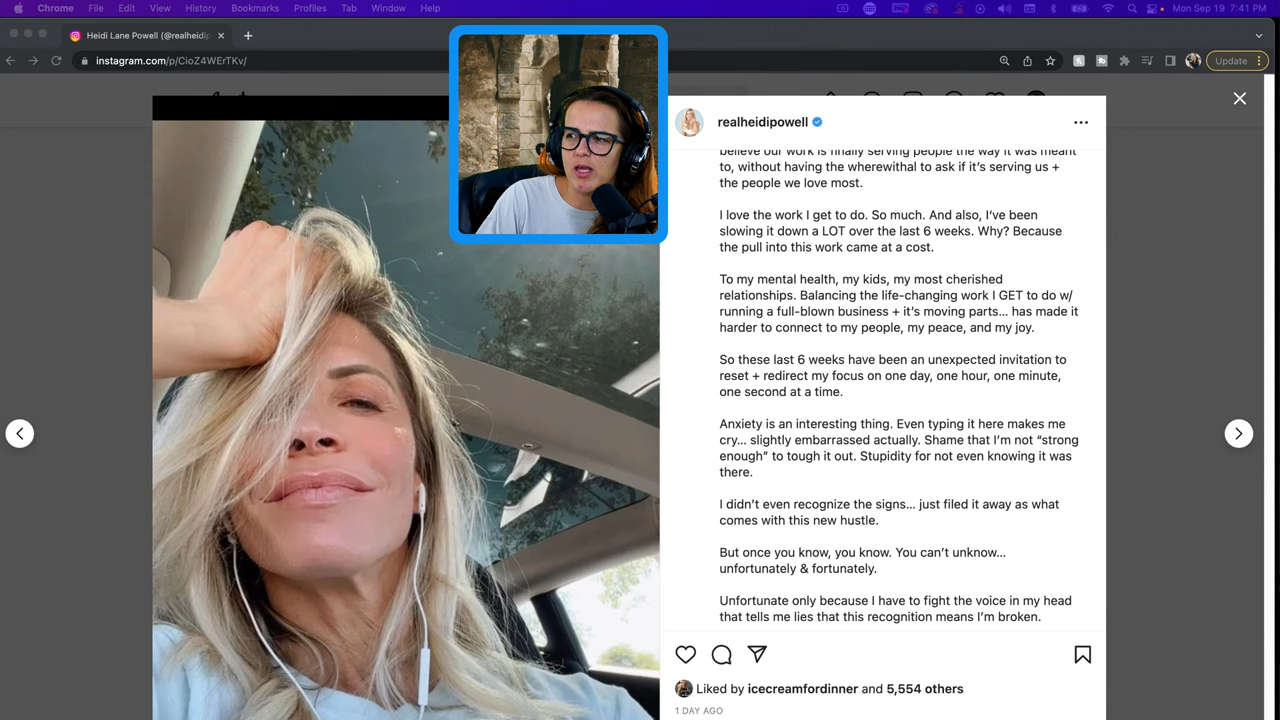 Chrome File Edit View History Bookmarks Profiles Tab Window Help Mon Sep 19 7:41 PM
Heidi Lane Powell (@realheidip
instagram.com/p/CioZ4WErTKv/ Update
realheidipowell
believe our work is finally serving people the way it was meant
to, without having the wherewithal to ask if it’s serving us +
the people we love most.
I love the work I get to do. So much. And also, I’ve been
slowing it down a LOT over the last 6 weeks. Why? Because
the pull into this work came at a cost.
To my mental health, my kids, my most cherished
relationships. Balancing the life-changing work I GET to do w/
running a full-blown business + it’s moving parts... has made it
harder to connect to my people, my peace, and my joy.
So these last 6 weeks have been an unexpected invitation to
reset + redirect my focus on one day, one hour, one minute,
one second at a time.
Anxiety is an interesting thing. Even typing it here makes me
cry... slightly embarrassed actually. Shame that I’m not “strong
enough” to tough it out. Stupidity for not even knowing it was
there.
I didn’t even recognize the signs... just filed it away as what
comes with this new hustle.
But once you know, you know. You can’t unknow...
unfortunately & fortunately.
Unfortunate only because I have to fight the voice in my head
that tells me lies that this recognition means I’m broken.
Liked by icecreamfordinner and 5,554 others
1 DAY AGO